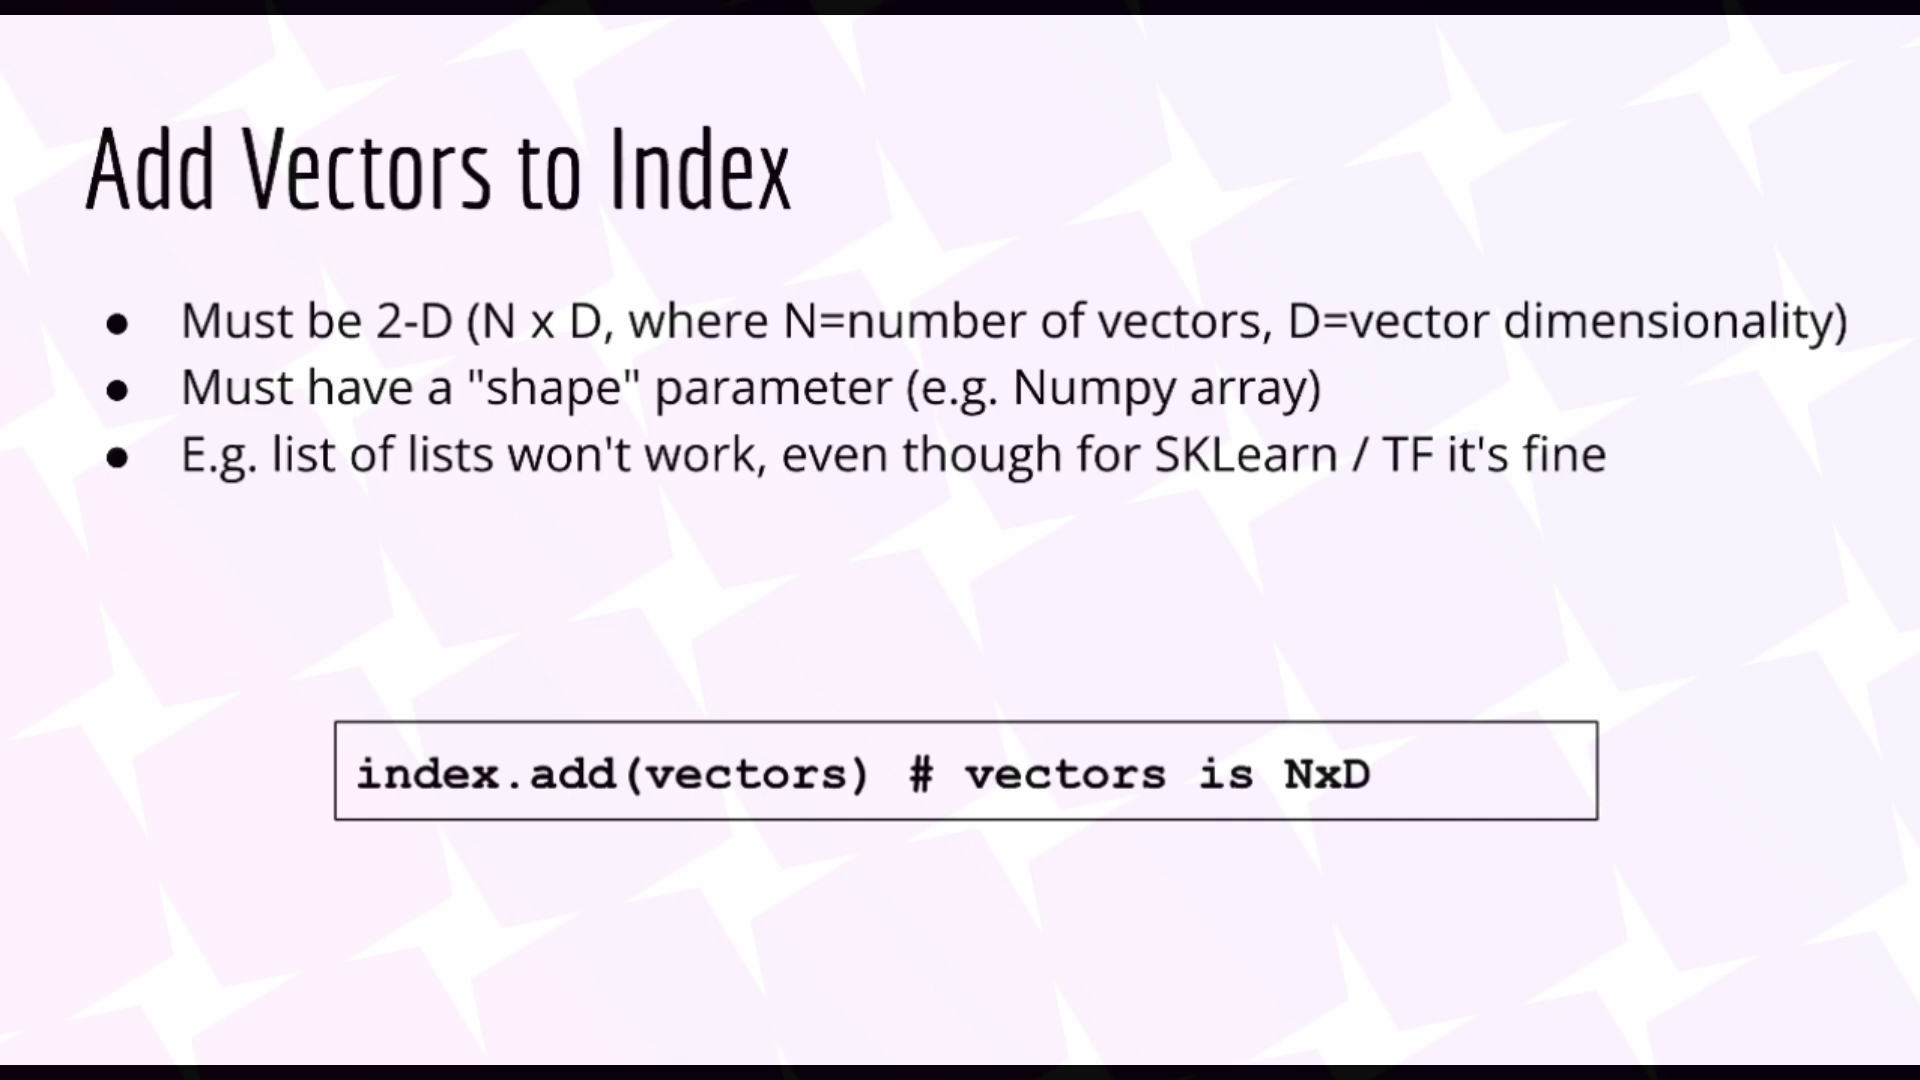 Add Vectors to Index
● Must be 2-D (N x D, where N=number of vectors, D=vector dimensionality)
● Must have a "shape" parameter (e.g. Numpy array)
● E.g. list of lists won't work, even though for SKLearn / TF it's fine
index.add(vectors) # vectors is NxD